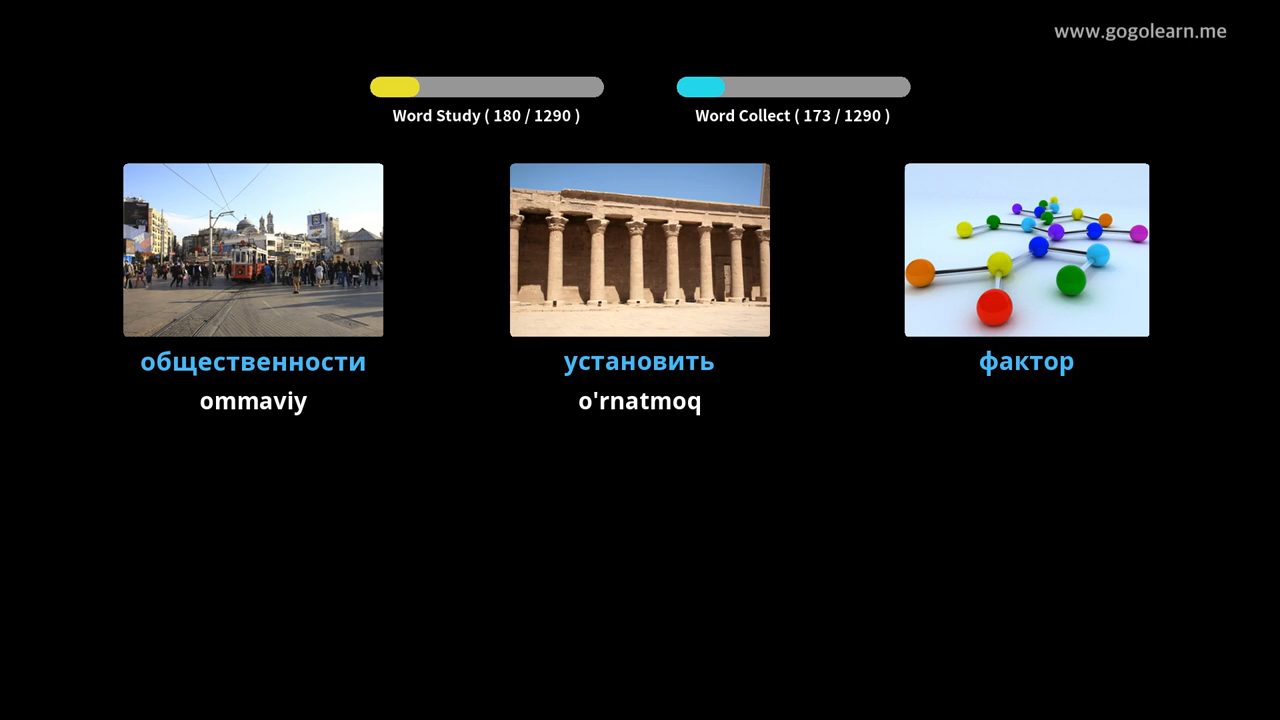 www.gogolearn.me
Word Study ( 180 / 1290 )
Word Collect ( 173 / 1290 )
общественности
установить
фактор
ommaviy
o'rnatmoq